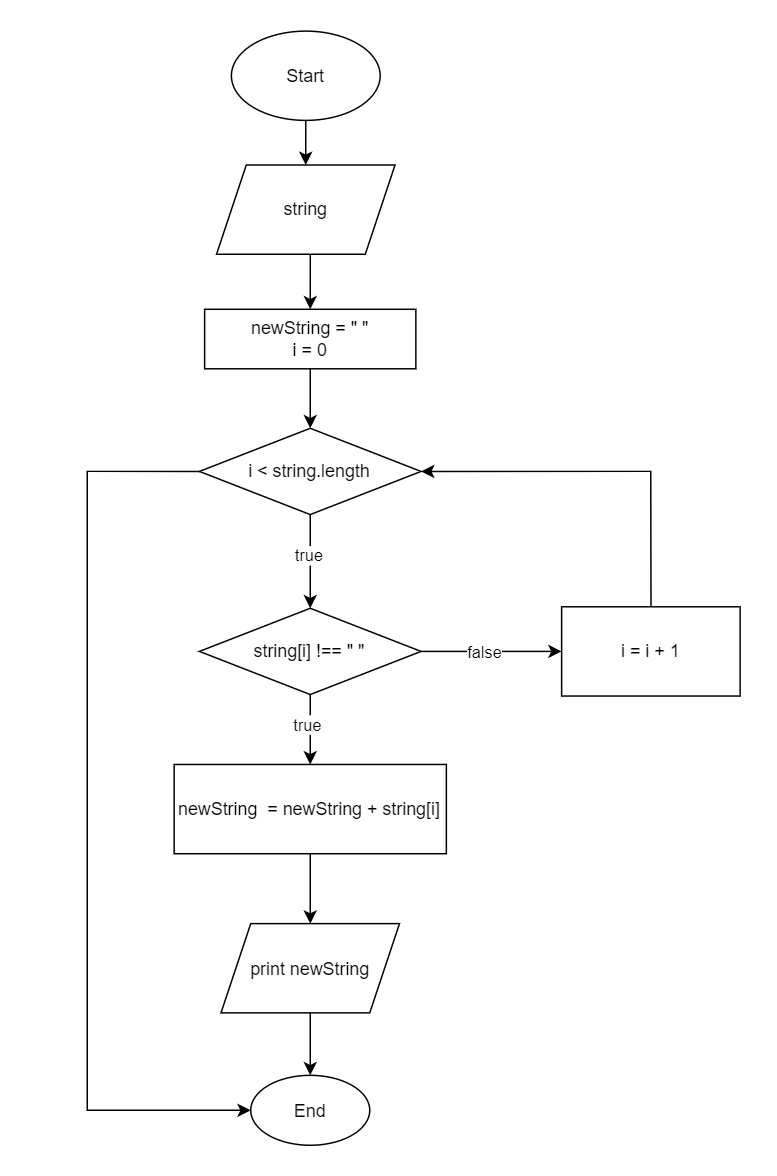 Start
string
newString = " "
i = 0
i < string.length
true
string[i] !== " "
false
i = i + 1
true
newString  = newString + string[i]
print newString
End